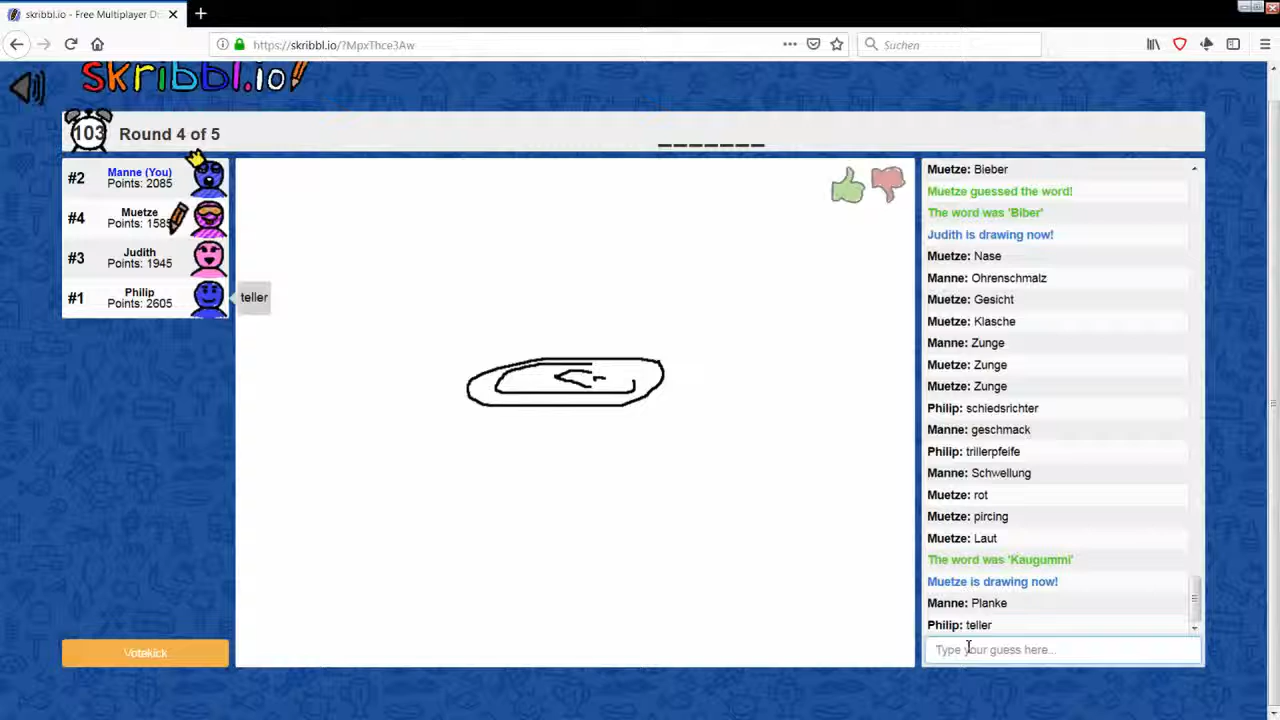 skribbl.io - Free Multiplayer Dr
https://skribbl.io/?MpxThce3Aw
Suchen
skribbl.io!
103
Round 4 of 5
_ _ _ _ _ _ _
#2
Manne (You)
Points: 2085
#4
Muetze
Points: 1585
#3
Judith
Points: 1945
#1
Philip
Points: 2605
teller
Votekick
Muetze: Bieber
Muetze guessed the word!
The word was 'Biber'
Judith is drawing now!
Muetze: Nase
Manne: Ohrenschmalz
Muetze: Gesicht
Muetze: Klasche
Manne: Zunge
Muetze: Zunge
Muetze: Zunge
Philip: schiedsrichter
Manne: geschmack
Philip: trillerpfeife
Manne: Schwellung
Muetze: rot
Muetze: pircing
Muetze: Laut
The word was 'Kaugummi'
Muetze is drawing now!
Manne: Planke
Philip: teller
Type your guess here...